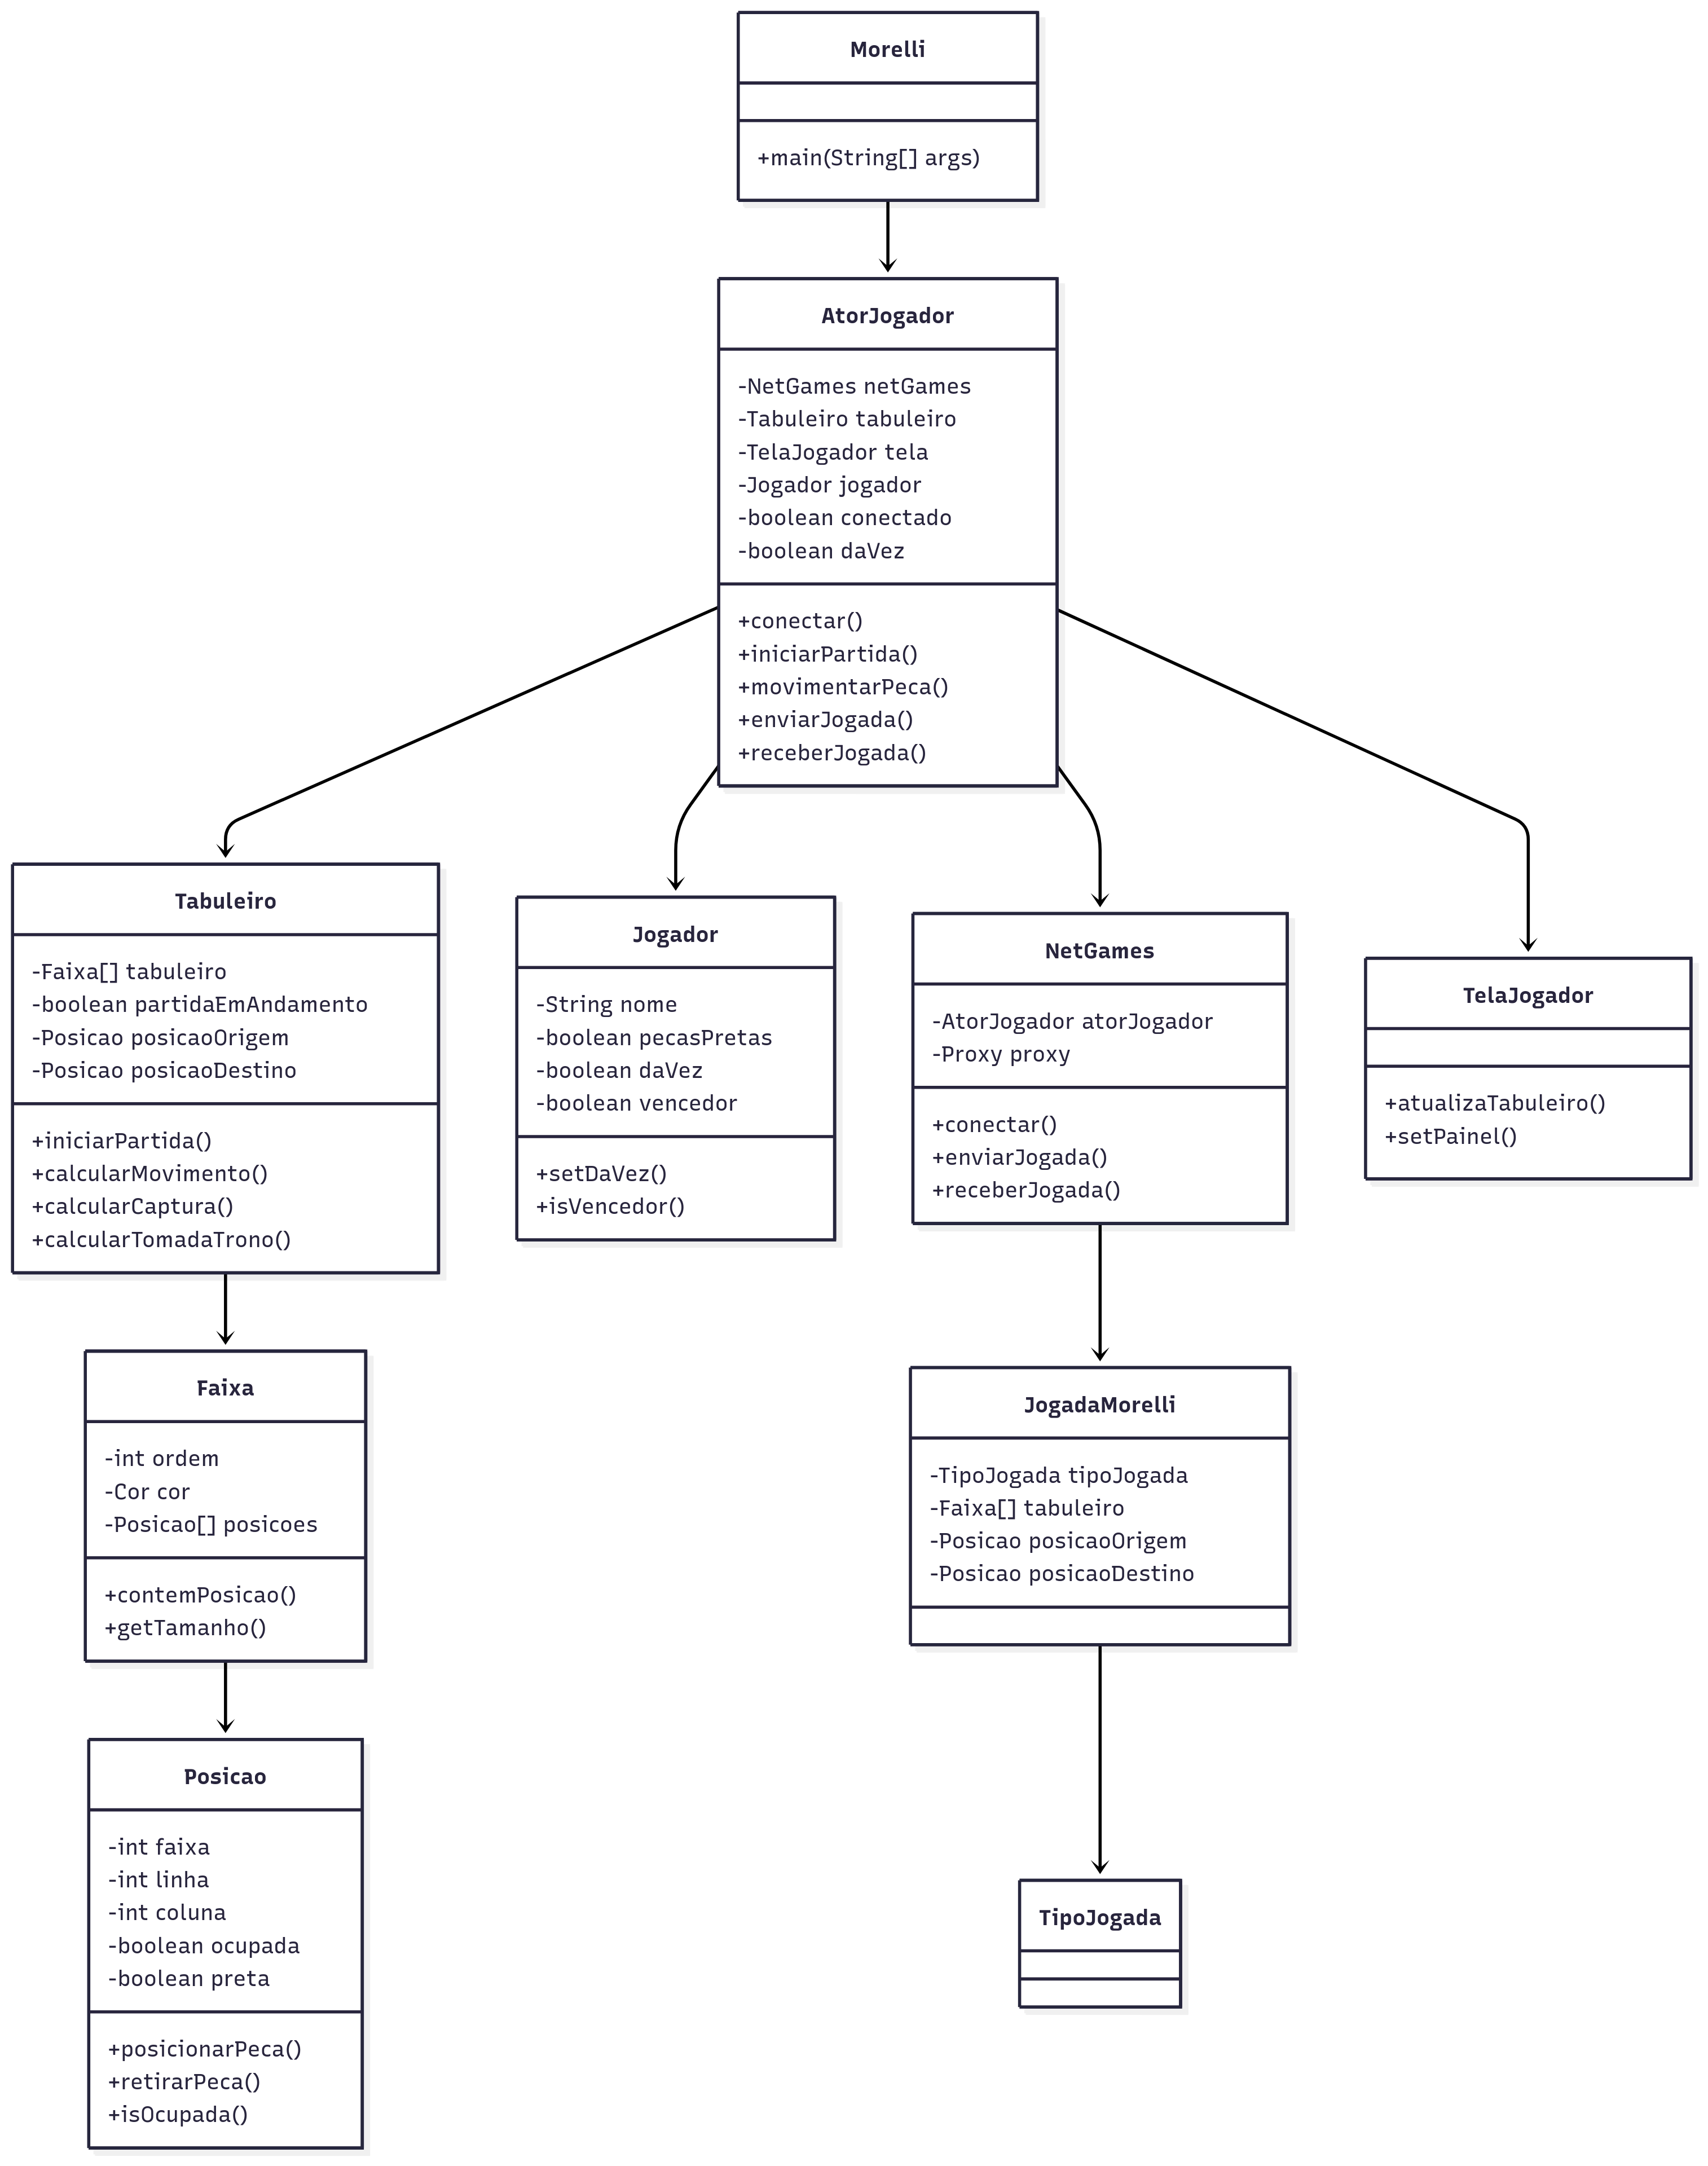 Morelli
+main(String[] args)
AtorJogador
-NetGames netGames
-Tabuleiro tabuleiro
-TelaJogador tela
-Jogador jogador
-boolean conectado
-boolean daVez
+conectar()
+iniciarPartida()
+movimentarPeca()
+enviarJogada()
+receberJogada()
Tabuleiro
-Faixa[] tabuleiro
-boolean partidaEmAndamento
-Posicao posicaoOrigem
-Posicao posicaoDestino
+iniciarPartida()
+calcularMovimento()
+calcularCaptura()
+calcularTomadaTrono()
Jogador
-String nome
-boolean pecasPretas
-boolean daVez
-boolean vencedor
+setDaVez()
+isVencedor()
NetGames
-AtorJogador atorJogador
-Proxy proxy
+conectar()
+enviarJogada()
+receberJogada()
TelaJogador
+atualizaTabuleiro()
+setPainel()
Faixa
-int ordem
-Cor cor
-Posicao[] posicoes
+contemPosicao()
+getTamanho()
JogadaMorelli
-TipoJogada tipoJogada
-Faixa[] tabuleiro
-Posicao posicaoOrigem
-Posicao posicaoDestino
Posicao
-int faixa
-int linha
-int coluna
-boolean ocupada
-boolean preta
+posicionarPeca()
+retirarPeca()
+isOcupada()
TipoJogada